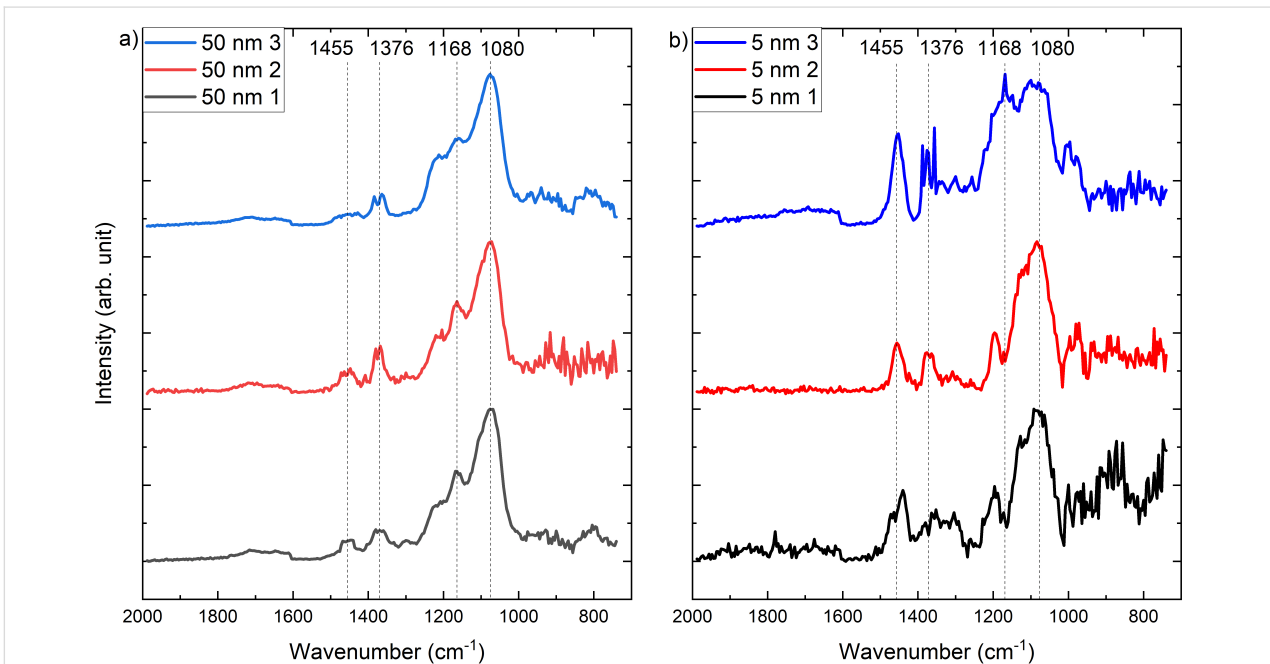 a)
50 nm 3
50 nm 2
50 nm 1
1455 1376 1168 1080
Intensity (arb. unit)
2000 1800 1600 1400 1200 1000 800
Wavenumber (cm⁻¹)
b)
5 nm 3
5 nm 2
5 nm 1
1455 1376 1168 1080
2000 1800 1600 1400 1200 1000 800
Wavenumber (cm⁻¹)